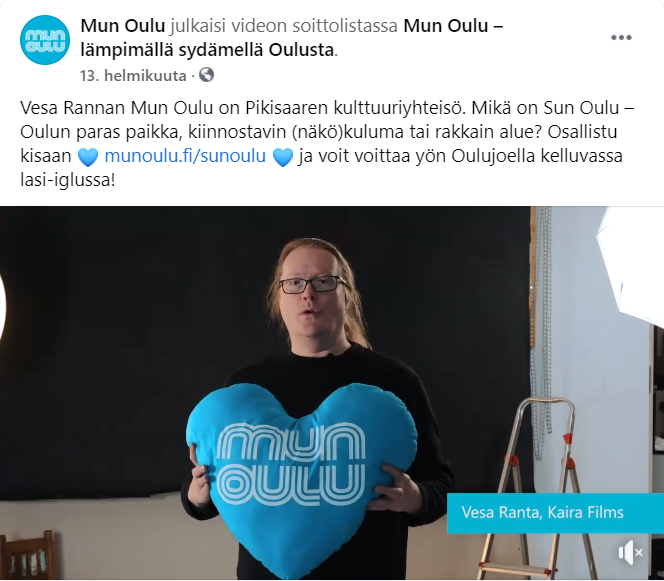 mun
oulu
Mun Oulu julkaisi videon soittolistassa Mun Oulu –
lämpimällä sydämellä Oulusta.
13. helmikuuta ·
Vesa Rannan Mun Oulu on Pikisaaren kulttuuriyhteisö. Mikä on Sun Oulu –
Oulun paras paikka, kiinnostavin (näkö)kuluma tai rakkain alue? Osallistu
kisaan 💙 munoulu.fi/sunoulu 💙 ja voit voittaa yön Oulujoella kelluvassa
lasi-iglussa!
mun
oulu
Vesa Ranta, Kaira Films